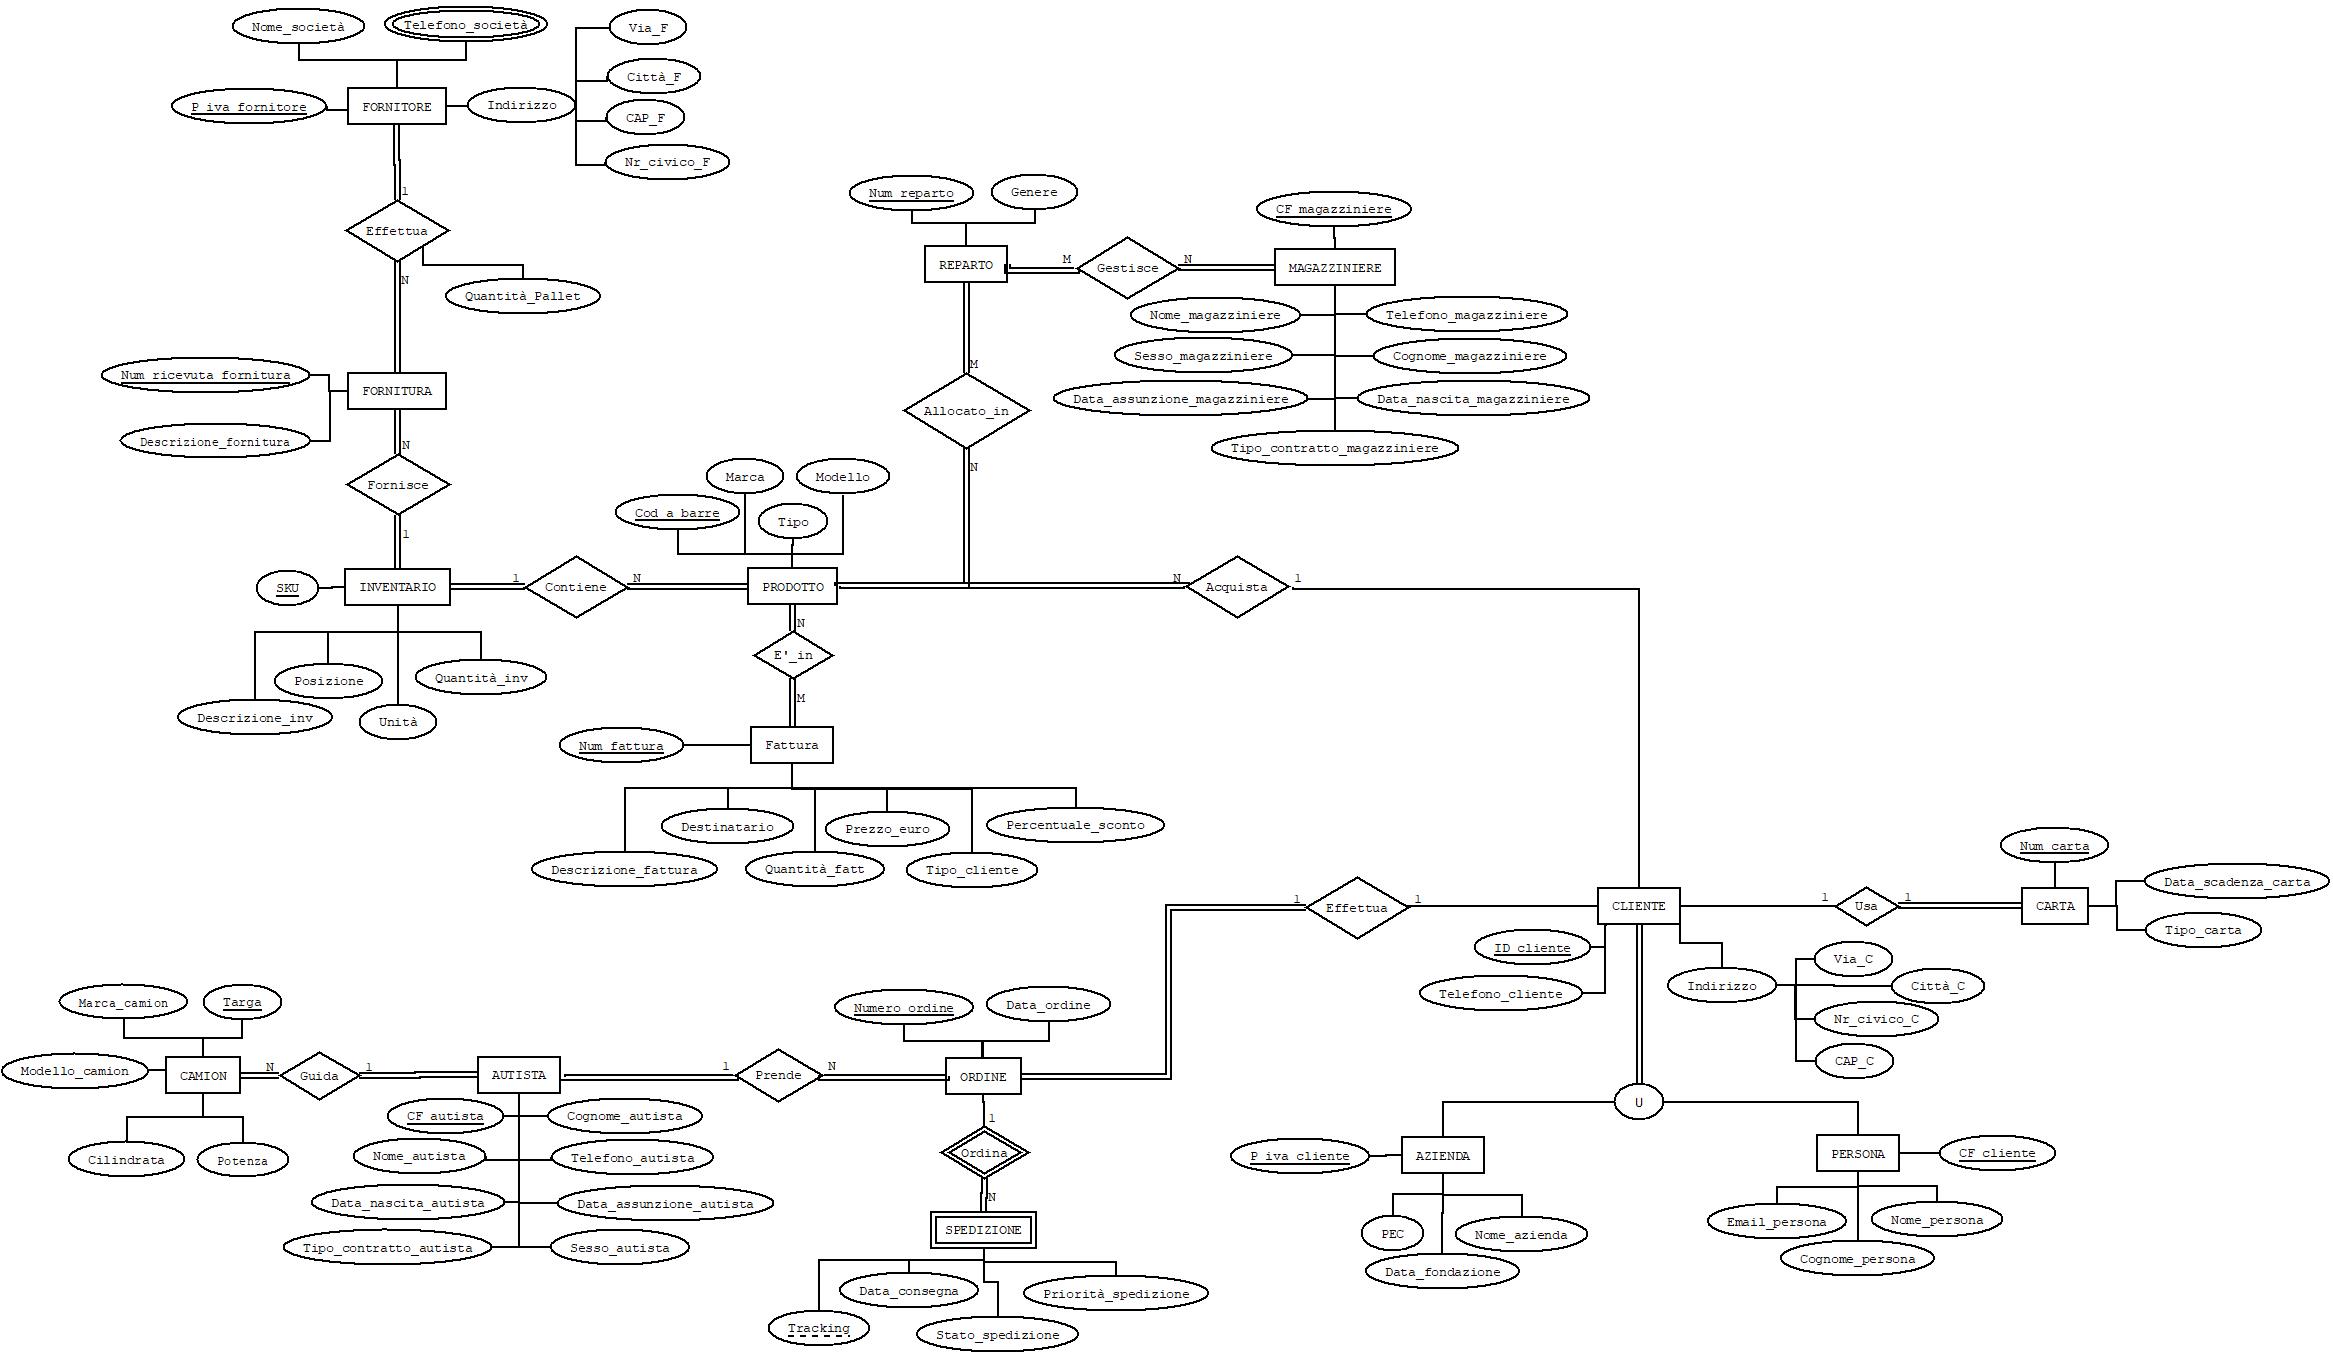 Nome_società
Telefono_società
Via_F
Città_F
P_iva_fornitore
FORNITORE
Indirizzo
CAP_F
Nr_civico_F
1
Effettua
N
Quantità_Pallet
Num_reparto
Genere
CF_magazziniere
REPARTO
M
Gestisce
N
MAGAZZINIERE
Nome_magazziniere
Telefono_magazziniere
Sesso_magazziniere
Cognome_magazziniere
Data_assunzione_magazziniere
Data_nascita_magazziniere
Tipo_contratto_magazziniere
Num_ricevuta_fornitura
FORNITURA
Descrizione_fornitura
N
Fornisce
1
M
Allocato_in
N
Marca
Modello
Cod_a_barre
Tipo
SKU
INVENTARIO
1
Contiene
N
PRODOTTO
N
Acquista
1
Posizione
Quantità_inv
Descrizione_inv
Unità
N
E'_in
M
Num_fattura
Fattura
Destinatario
Prezzo_euro
Percentuale_sconto
Descrizione_fattura
Quantità_fatt
Tipo_cliente
1
Effettua
1
CLIENTE
1
Usa
1
CARTA
Num_carta
Data_scadenza_carta
Tipo_carta
ID_cliente
Telefono_cliente
Indirizzo
Via_C
Città_C
Nr_civico_C
CAP_C
Marca_camion
Targa
Modello_camion
CAMION
N
Guida
1
AUTISTA
1
Prende
N
ORDINE
Numero_ordine
Data_ordine
Cilindrata
Potenza
CF_autista
Cognome_autista
Nome_autista
Telefono_autista
Data_nascita_autista
Data_assunzione_autista
Tipo_contratto_autista
Sesso_autista
1
Ordina
N
SPEDIZIONE
Data_consegna
Priorità_spedizione
Tracking
Stato_spedizione
U
P_iva_cliente
AZIENDA
PEC
Nome_azienda
Data_fondazione
PERSONA
CF_cliente
Email_persona
Nome_persona
Cognome_persona